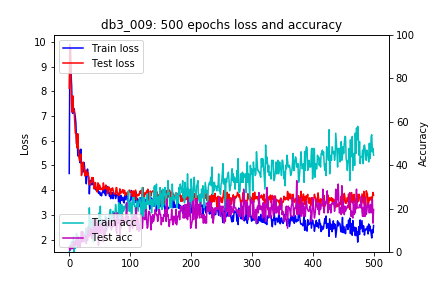 db3_009: 500 epochs loss and accuracy
10
9
8
7
6
5
4
3
2
Loss
Train loss
Test loss
Train acc
Test acc
100
80
60
40
20
0
Accuracy
0 100 200 300 400 500